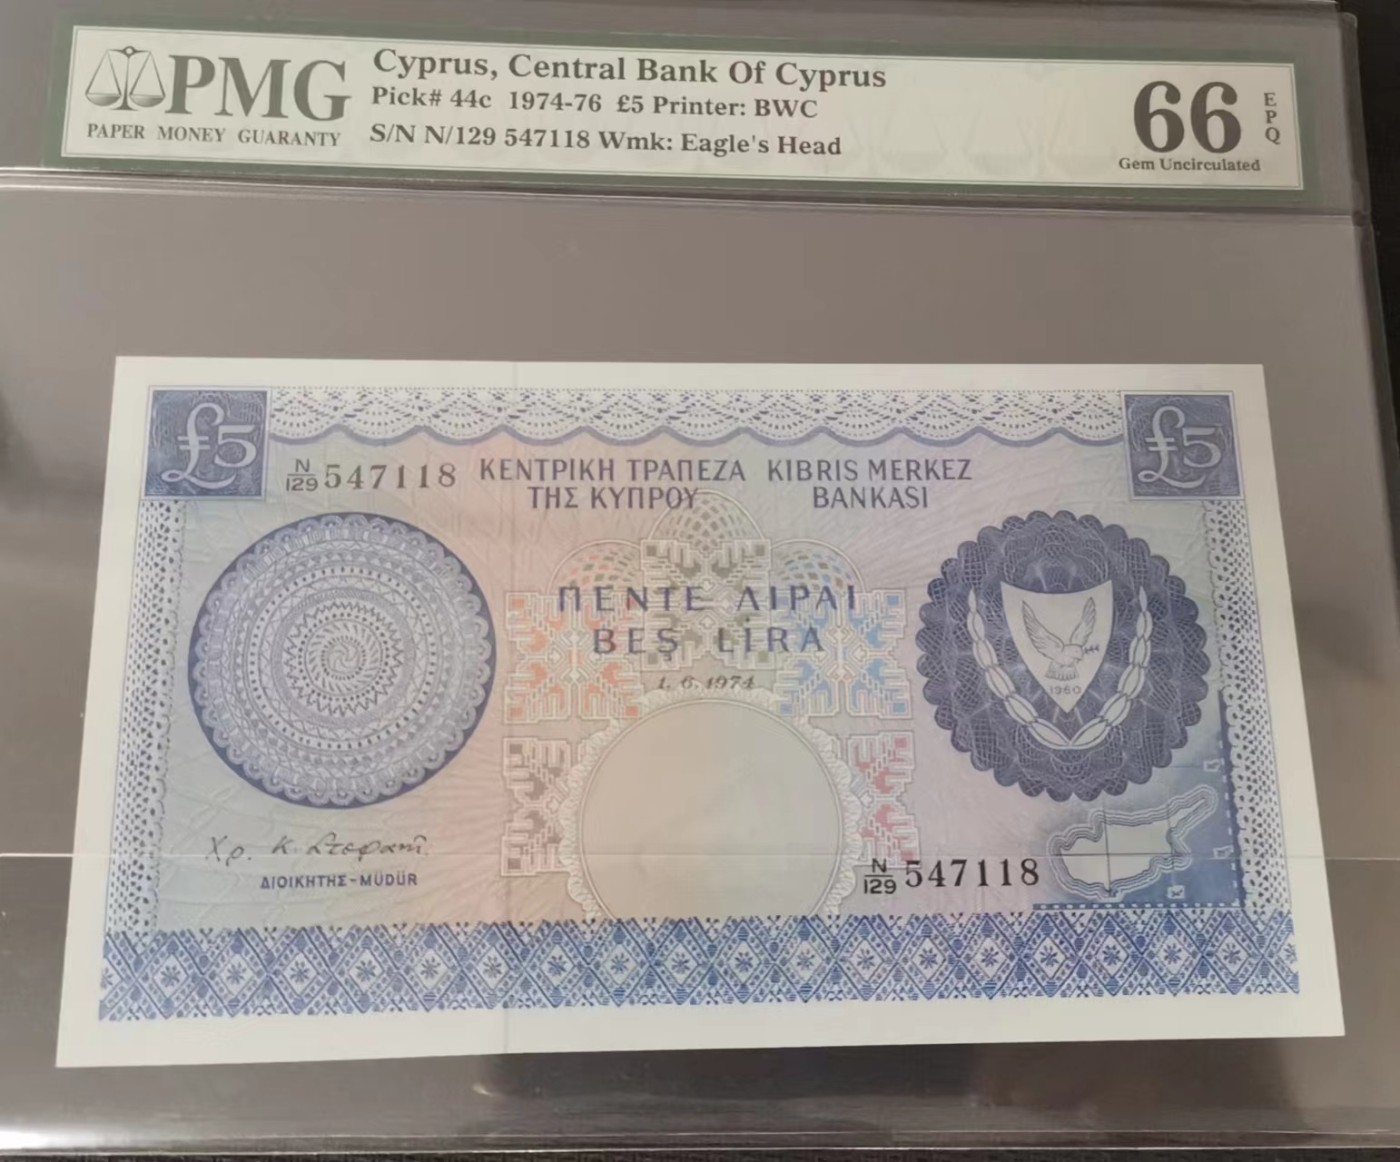 PMG
PAPER MONEY GUARANTY
Cyprus, Central Bank Of Cyprus
Pick# 44c 1974-76 £5 Printer: BWC
S/N N/129 547118 Wmk: Eagle's Head
66
EPQ
Gem Uncirculated
£5
£5
N/129 547118
ΚΕΝΤΡΙΚΗ ΤΡΑΠΕΖΑ
ΤΗΣ ΚΥΠΡΟΥ
KIBRIS MERKEZ
BANKASI
ΠΕΝΤΕ ΛΙΡΑΙ
BEŞ LİRA
1. 6. 1974
1960
Χρ. Κ. Στεφανί
ΔΙΟΙΚΗΤΗΣ-MÜDÜR
N/129 547118